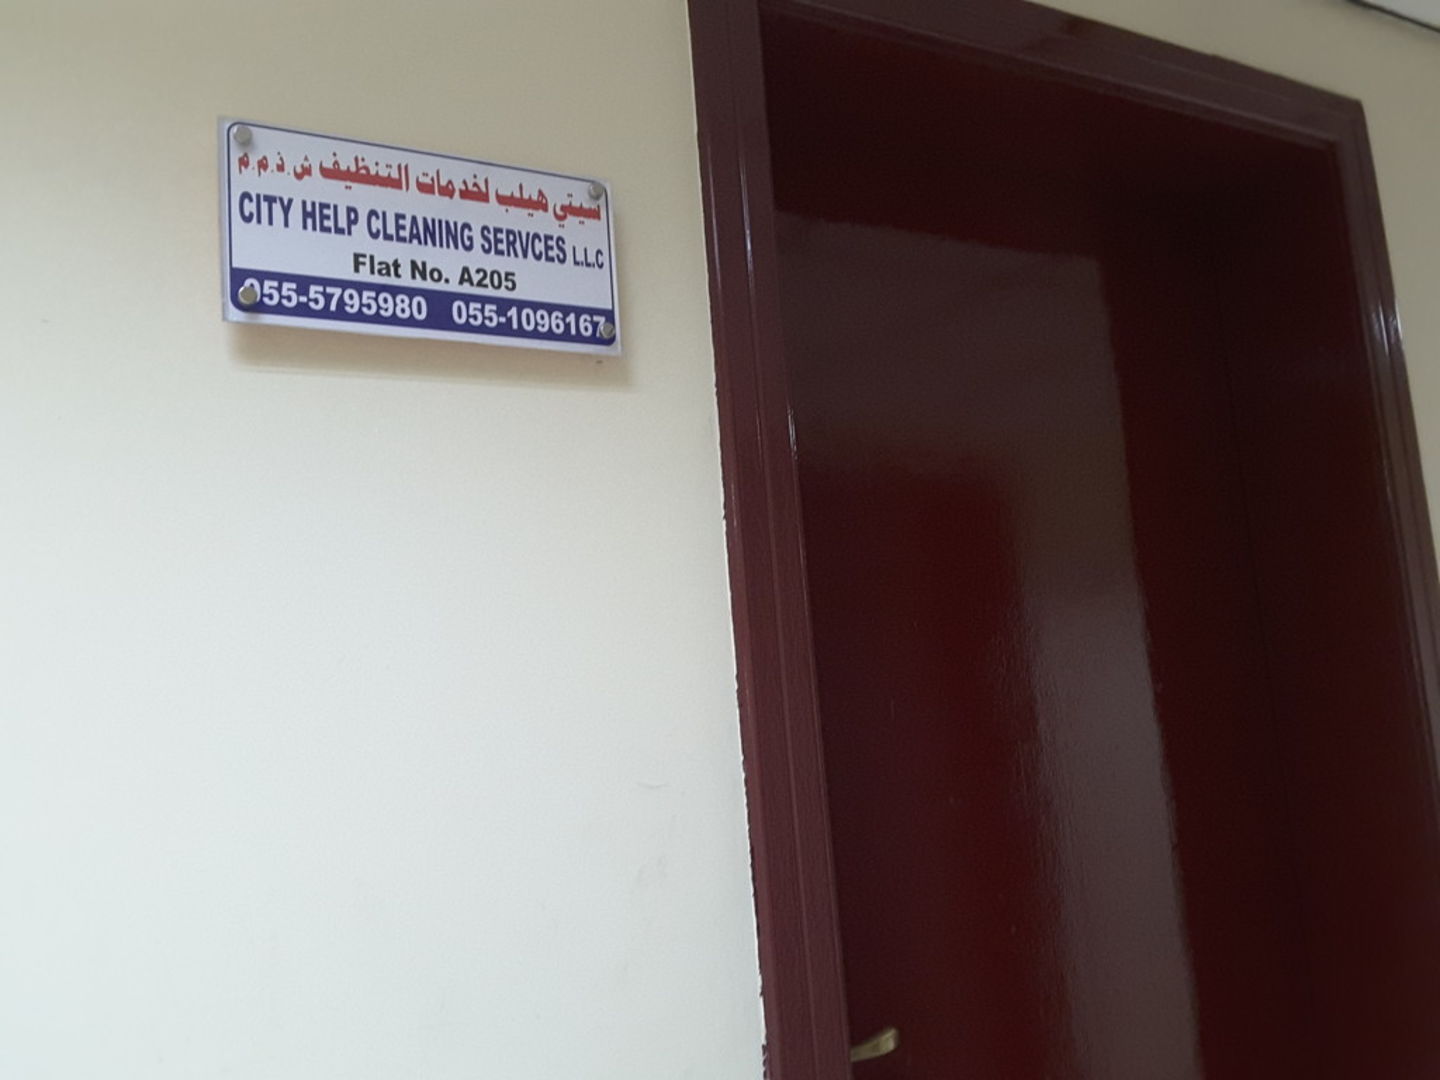 سيتي هيلب لخدمات التنظيف ش.ذ.م.م
CITY HELP CLEANING SERVCES L.L.C
Flat No. A205
055-5795980 055-1096167